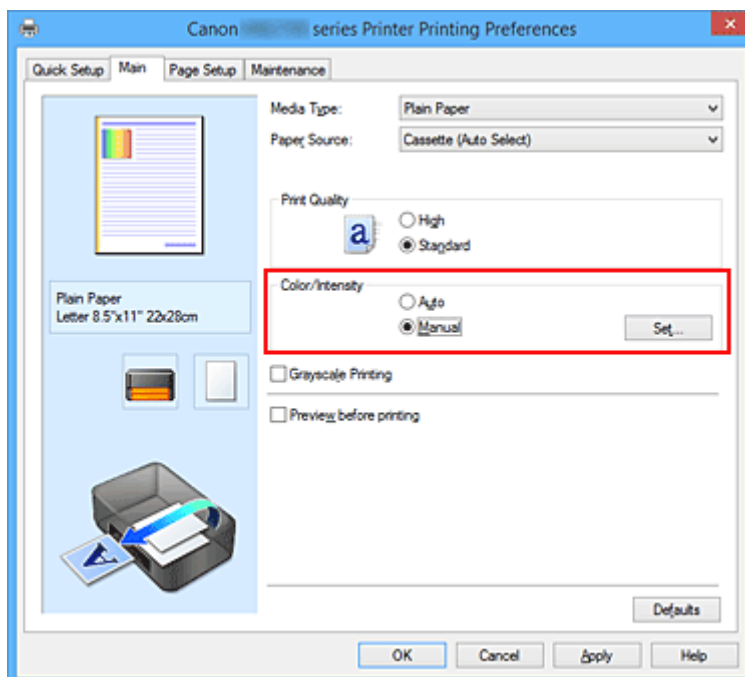 Canon series Printer Printing Preferences
Quick Setup Main Page Setup Maintenance
Media Type: Plain Paper
Paper Source: Cassette (Auto Select)
Print Quality
a
High
Standard
Color/Intensity
Auto
Manual Set...
Plain Paper
Letter 8.5"x11" 22x28cm
Grayscale Printing
Preview before printing
A
Defaults
OK Cancel Apply Help